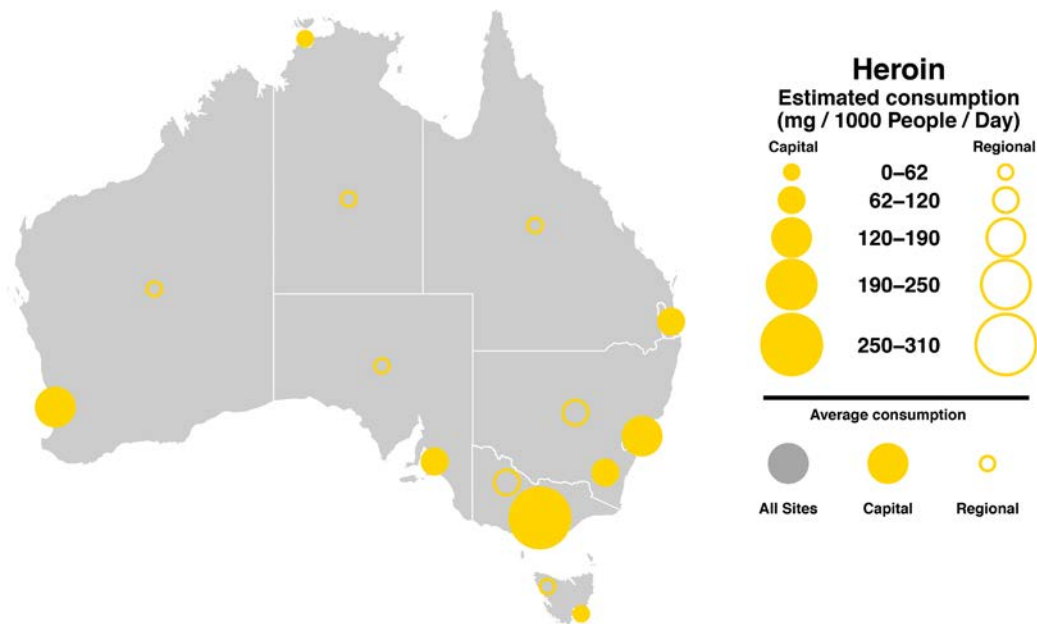 Heroin
Estimated consumption
(mg / 1000 People / Day)
Capital
Regional
0–62
62–120
120–190
190–250
250–310
Average consumption
All Sites
Capital
Regional